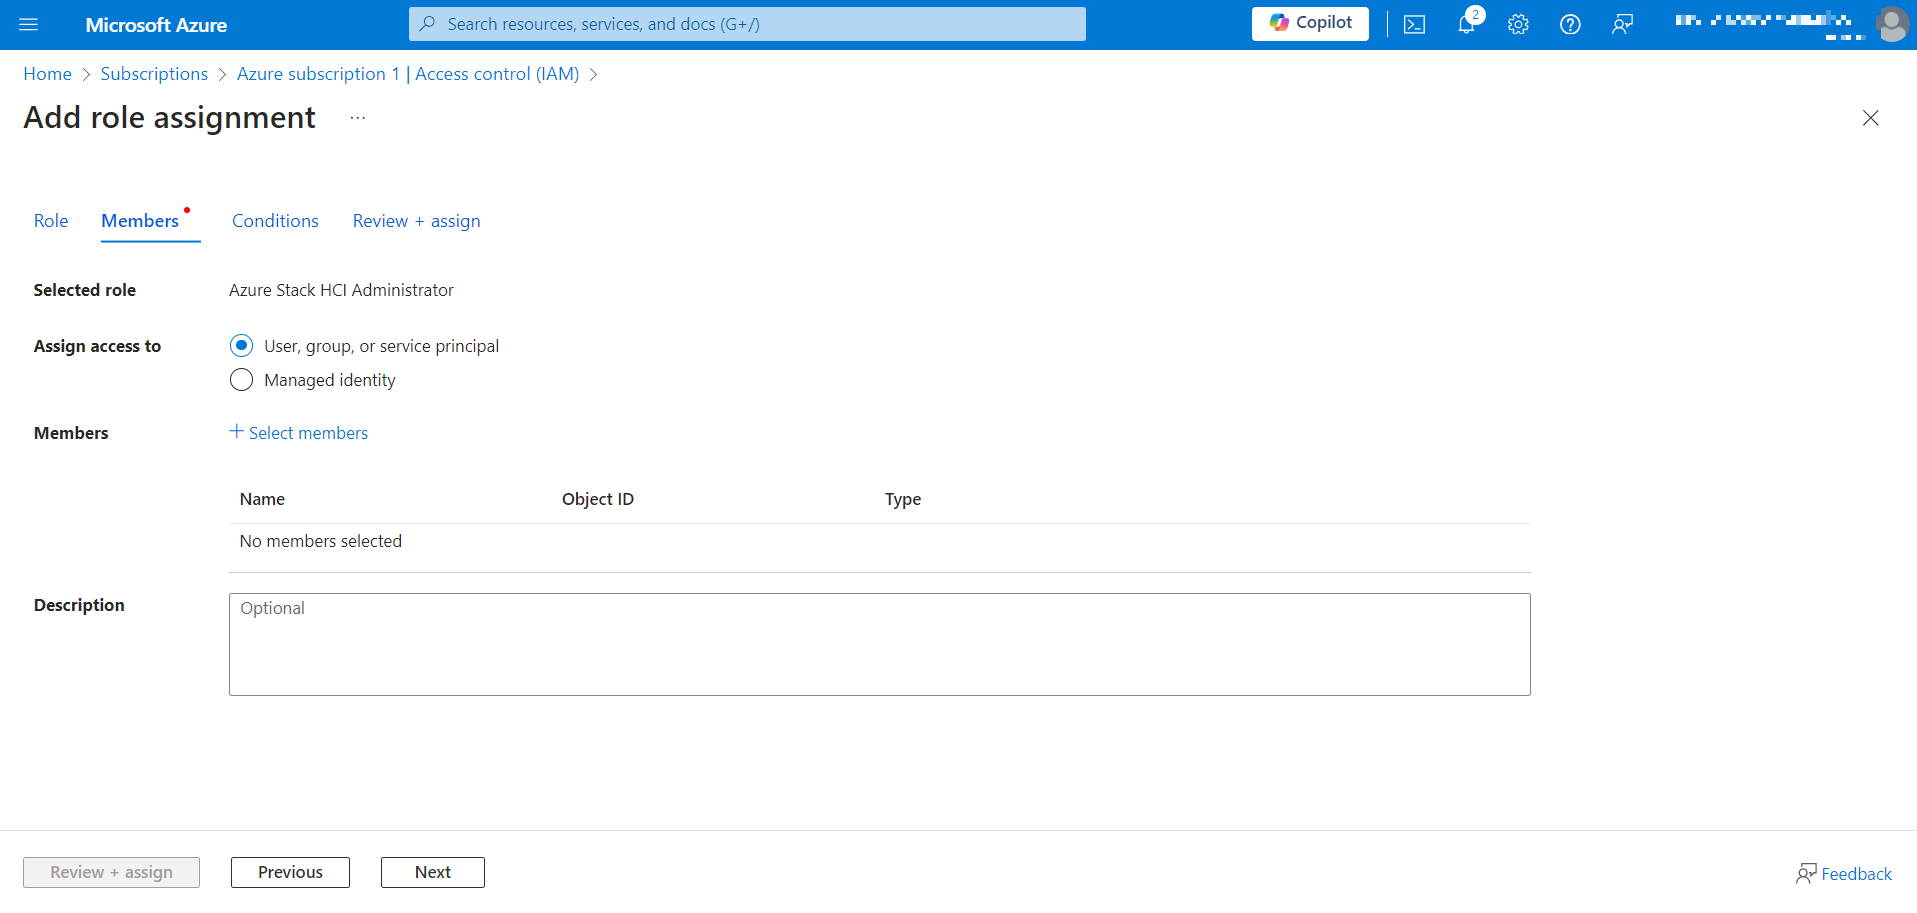 Microsoft Azure
Search resources, services, and docs (G+/)
Copilot
2
Home > Subscriptions > Azure subscription 1 | Access control (IAM) >
Add role assignment ...
Role Members Conditions Review + assign
Selected role Azure Stack HCI Administrator
Assign access to User, group, or service principal
Managed identity
Members + Select members
Name Object ID Type
No members selected
Description Optional
Review + assign Previous Next Feedback